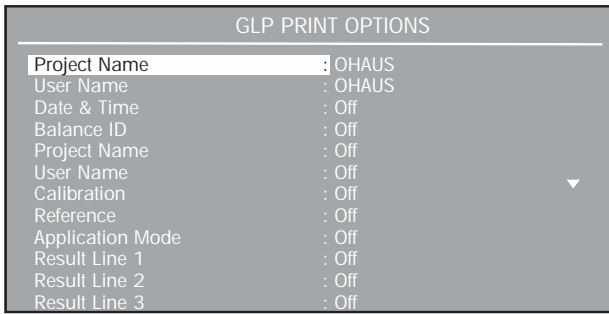 GLP PRINT OPTIONS
Project Name : OHAUS
User Name : OHAUS
Date & Time : Off
Balance ID : Off
Project Name : Off
User Name : Off
Calibration : Off
Reference : Off
Application Mode : Off
Result Line 1 : Off
Result Line 2 : Off
Result Line 3 : Off